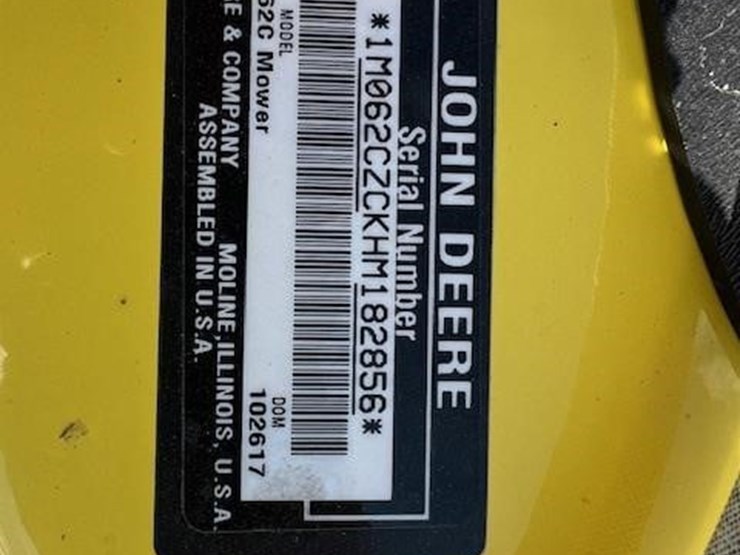 JOHN DEERE
Serial Number
*1M062CZCKHM182856*
MODEL DOM
62C Mower 102617
& COMPANY MOLINE, ILLINOIS, U.S.A.
ASSEMBLED IN U.S.A.